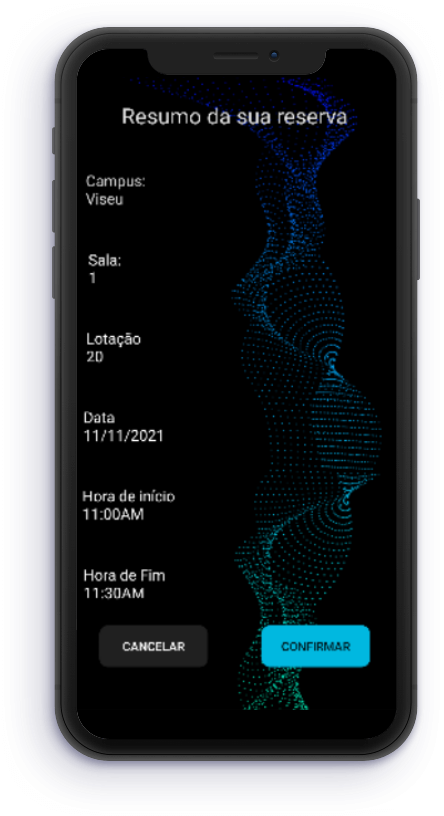 Resumo da sua reserva
Campus:
Viseu
Sala:
1
Lotação
20
Data
11/11/2021
Hora de início
11:00AM
Hora de Fim
11:30AM
CANCELAR
CONFIRMAR